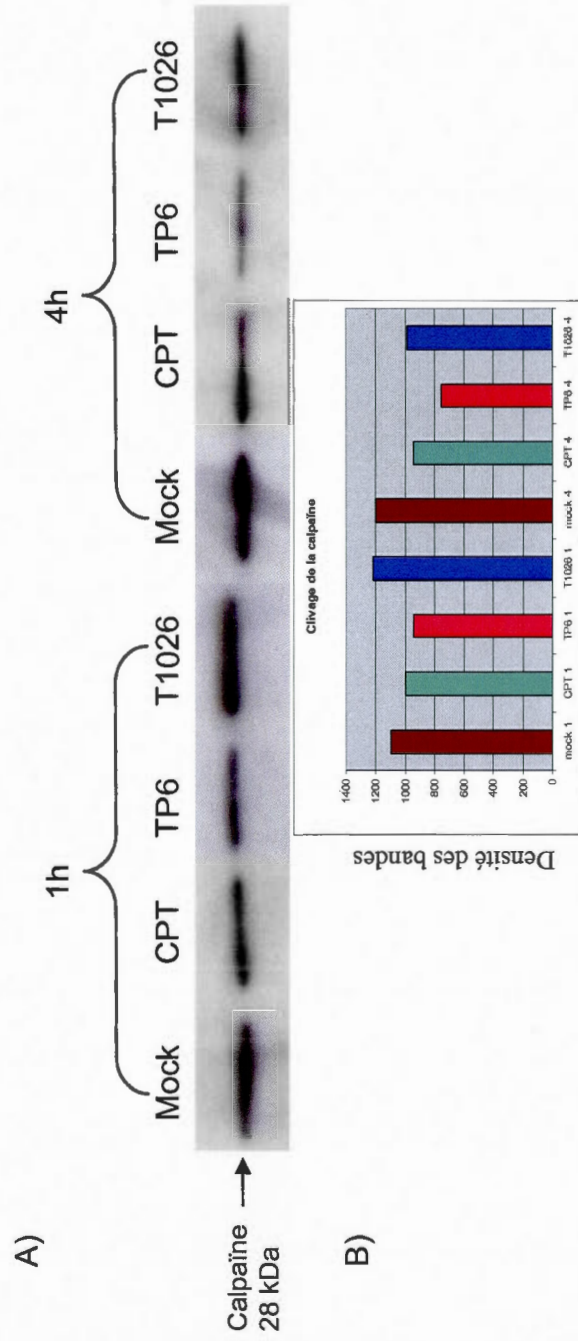 A)
1h
4h
Mock CPT TP6 T1026 Mock CPT TP6 T1026
Calpaïne
28 kDa
B)
Clivage de la calpaïne
Densité des bandes
1400
1200
1000
800
600
400
200
0
mock 1 CPT 1 TP6 1 T1026 1 mock 4 CPT 4 TP6 4 T1026 4